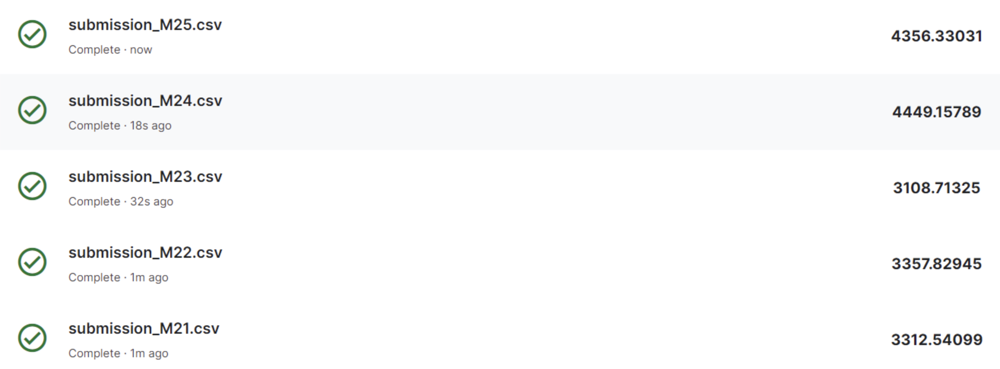 submission_M25.csv
4356.33031
Complete · now
submission_M24.csv
4449.15789
Complete · 18s ago
submission_M23.csv
3108.71325
Complete · 32s ago
submission_M22.csv
3357.82945
Complete · 1m ago
submission_M21.csv
3312.54099
Complete · 1m ago